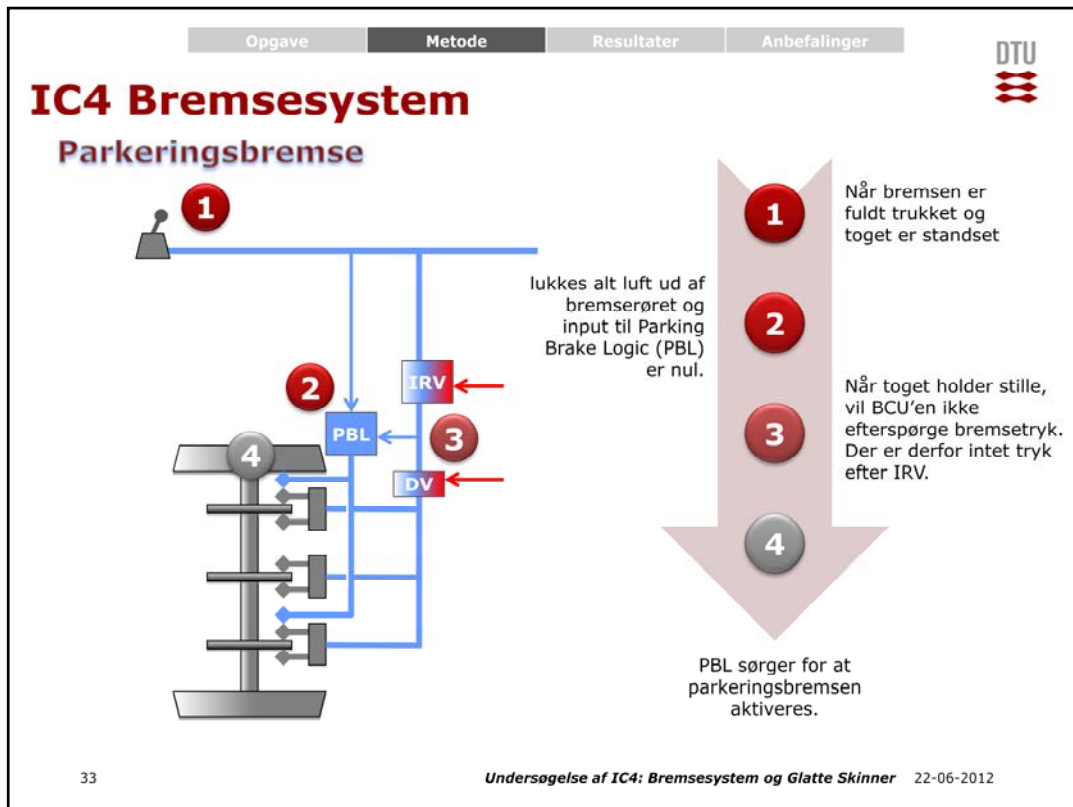 Opgave Metode Resultater Anbefalinger
DTU
IC4 Bremsesystem
Parkeringsbremse
1
2
IRV
PBL
3
4
DV
1
Når bremsen er
fuldt trukket og
toget er standset
lukkes alt luft ud af
bremserøret og
input til Parking
Brake Logic (PBL)
er nul.
2
3
Når toget holder stille,
vil BCU'en ikke
efterspørge bremsetryk.
Der er derfor intet tryk
efter IRV.
4
PBL sørger for at
parkeringsbremsen
aktiveres.
33 Undersøgelse af IC4: Bremsesystem og Glatte Skinner 22-06-2012